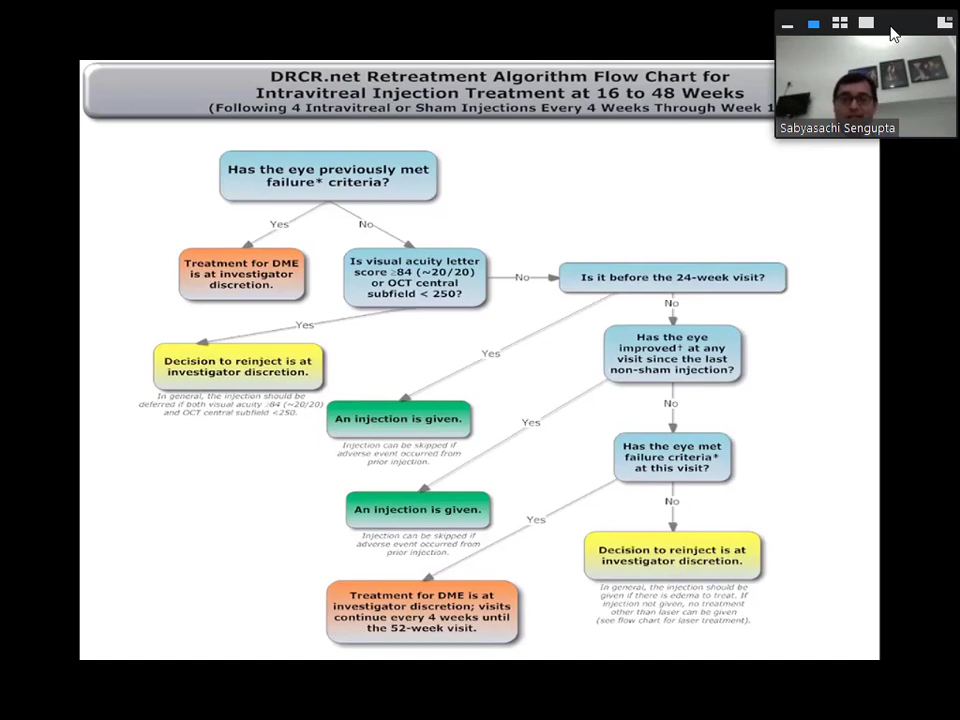 DRCR.net Retreatment Algorithm Flow Chart for
Intravitreal Injection Treatment at 16 to 48 Weeks
(Following 4 Intravitreal or Sham Injections Every 4 Weeks Through Week 1
Sabyasachi Sengupta
Has the eye previously met
failure* criteria?
Yes
No
Treatment for DME
is at investigator
discretion.
Is visual acuity letter
score ≥84 (~20/20)
or OCT central
subfield < 250?
No
Is it before the 24-week visit?
Yes
Yes
No
Decision to reinject is at
investigator discretion.
In general, the injection should be
deferred if both visual acuity ≥84 (~20/20)
and OCT central subfield <250.
Has the eye
improved† at any
visit since the last
non-sham injection?
An injection is given.
Injection can be skipped if
adverse event occurred from
prior injection.
Yes
No
Has the eye met
failure criteria*
at this visit?
An injection is given.
Injection can be skipped if
adverse event occurred from
prior injection.
Yes
No
Treatment for DME is at
investigator discretion; visits
continue every 4 weeks until
the 52-week visit.
Decision to reinject is at
investigator discretion.
In general, the injection should be
given if there is edema to treat. If
injection not given, no treatment
other than laser can be given
(see flow chart for laser treatment).